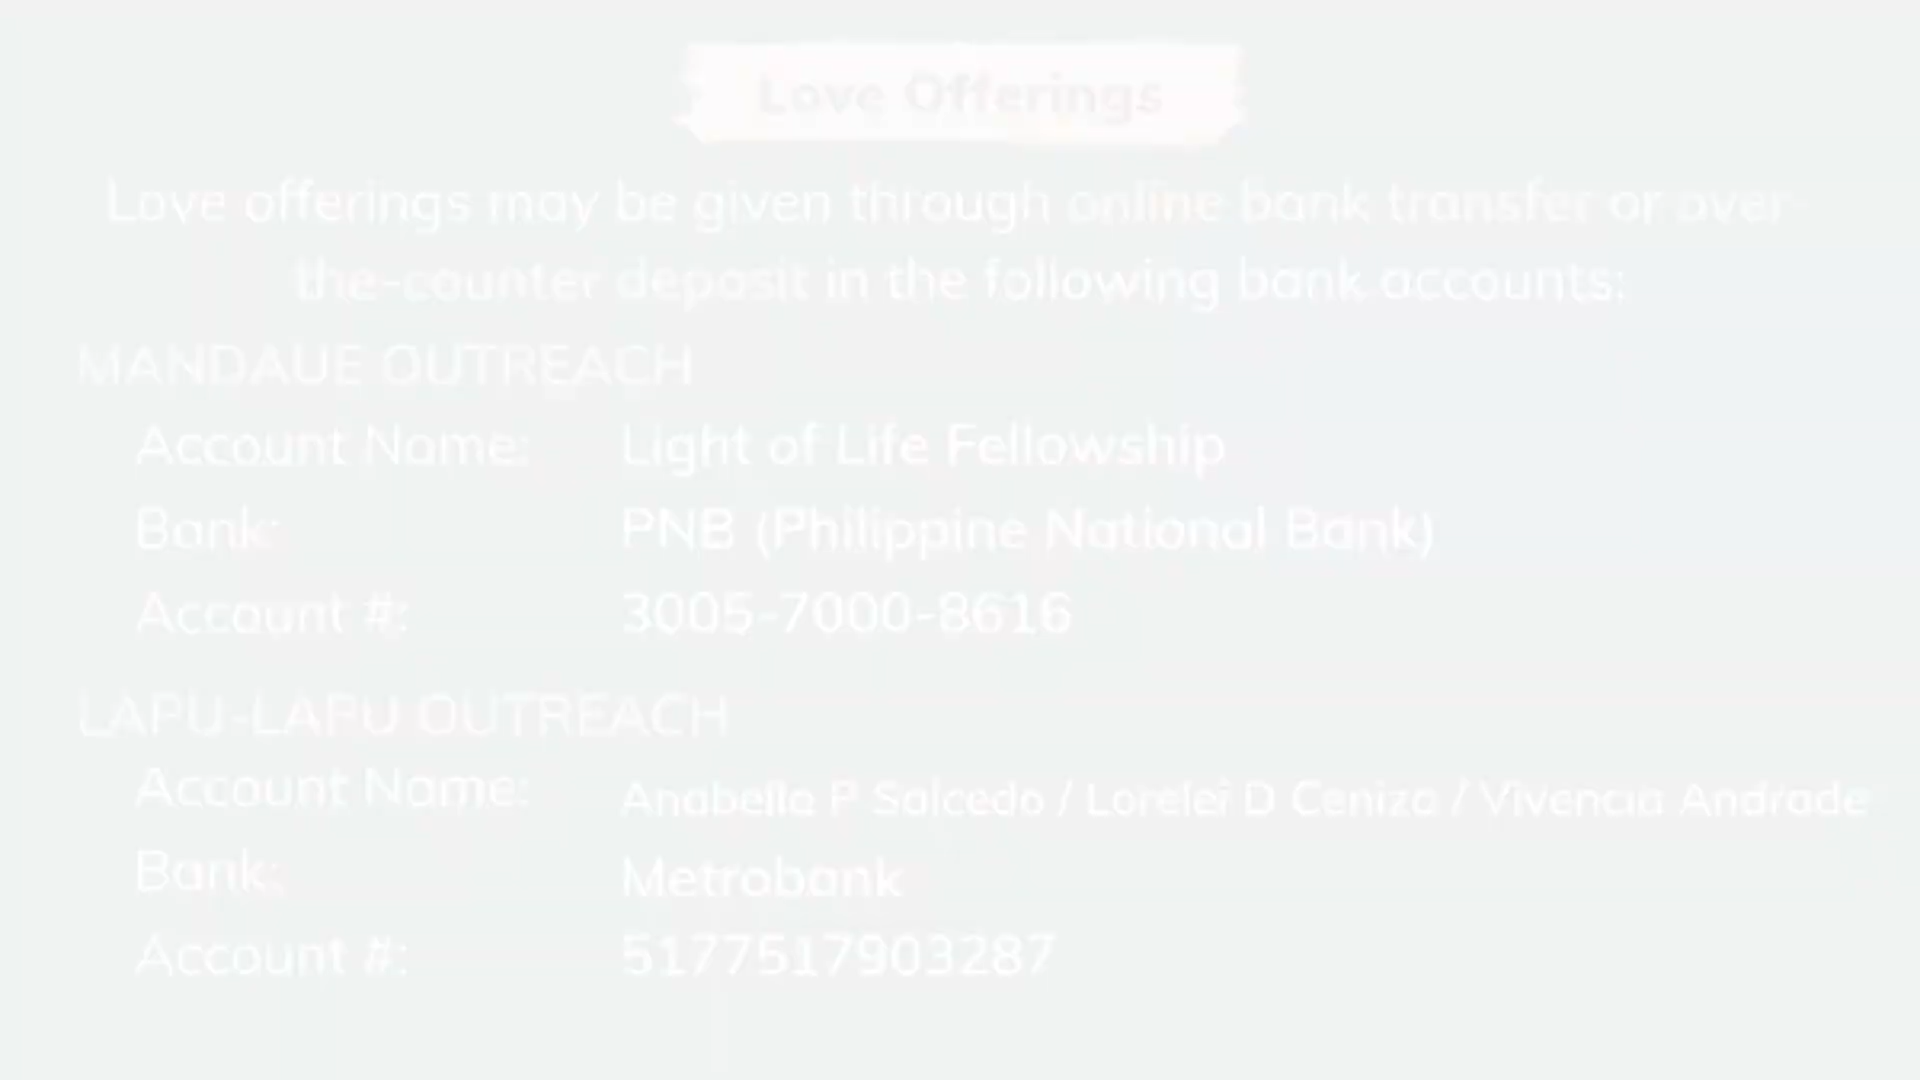 Love Offerings
Love offerings may be given through online bank transfer or over-
the-counter deposit in the following bank accounts:
MANDAUE OUTREACH
Account Name: Light of Life Fellowship
Bank: PNB (Philippine National Bank)
Account #: 3005-7000-8616
LAPU-LAPU OUTREACH
Account Name: Anabella P Salcedo / Lorelei D Ceniza / Vivencia Andrade
Bank: Metrobank
Account #: 5177517903287